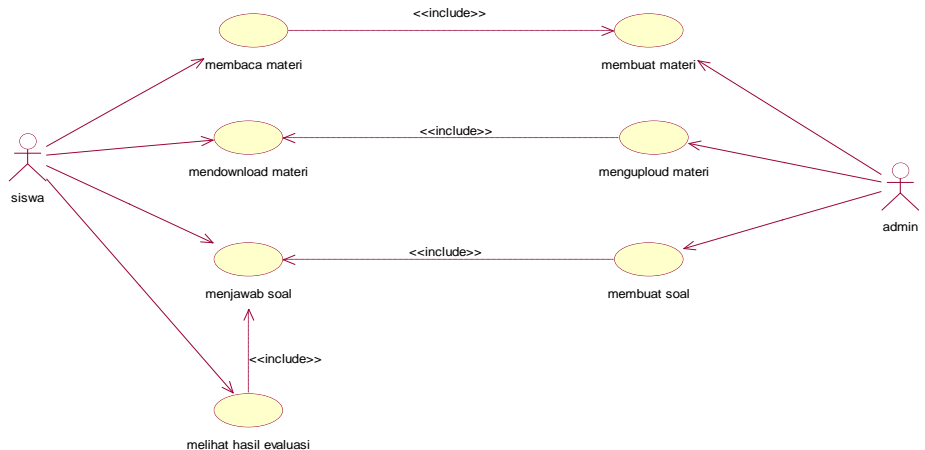 <<include>>
membaca materi
membuat materi
<<include>>
mendownload materi
menguploud materi
siswa
admin
<<include>>
menjawab soal
membuat soal
<<include>>
melihat hasil evaluasi